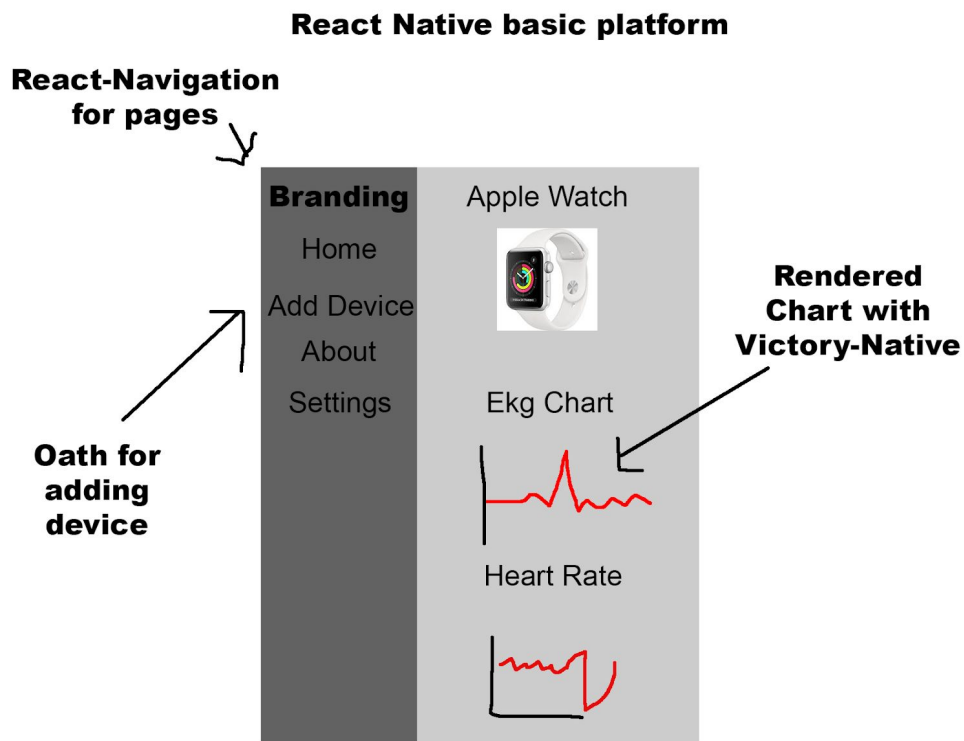 React Native basic platform
React-Navigation
for pages
Branding
Home
Add Device
About
Settings
Apple Watch
Ekg Chart
Heart Rate
Rendered
Chart with
Victory-Native
Oath for
adding
device